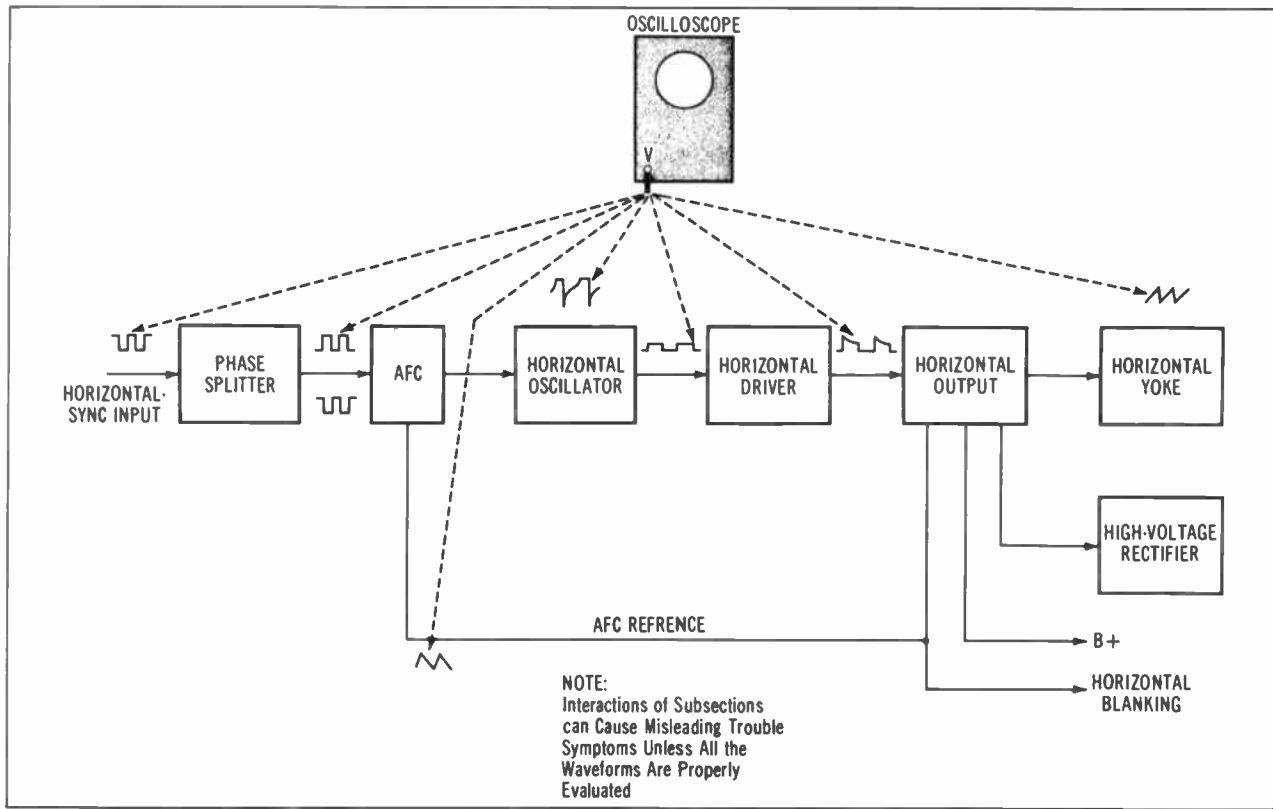 OSCILLOSCOPE
V
PHASE
SPLITTER
AFC
HORIZONTAL
OSCILLATOR
HORIZONTAL
DRIVER
HORIZONTAL
OUTPUT
HORIZONTAL
YOKE
HORIZONTAL-
SYNC INPUT
HIGH-VOLTAGE
RECTIFIER
AFC REFRENCE
B+
HORIZONTAL
BLANKING
NOTE:
Interactions of Subsections
can Cause Misleading Trouble
Symptoms Unless All the
Waveforms Are Properly
Evaluated